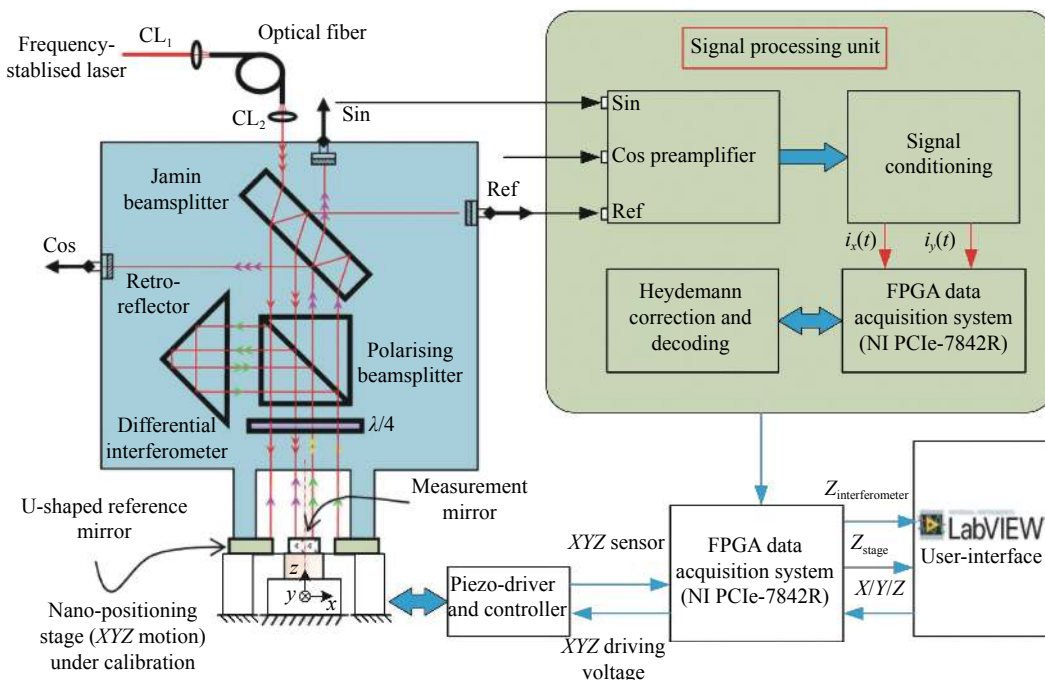 CL1
Optical fiber
Frequency-
stablised laser
CL2
Sin
Jamin
beamsplitter
Ref
Cos
Retro-
reflector
Polarising
beamsplitter
Differential
interferometer
λ/4
Measurement
mirror
U-shaped reference
mirror
z
y
x
Nano-positioning
stage (XYZ motion)
under calibration
Signal processing unit
Sin
Cos preamplifier
Ref
Signal
conditioning
ix(t)
iy(t)
Heydemann
correction and
decoding
FPGA data
acquisition system
(NI PCIe-7842R)
Piezo-driver
and controller
XYZ sensor
XYZ driving
voltage
FPGA data
acquisition system
(NI PCIe-7842R)
Zinterferometer
Zstage
X/Y/Z
LabVIEW
User-interface